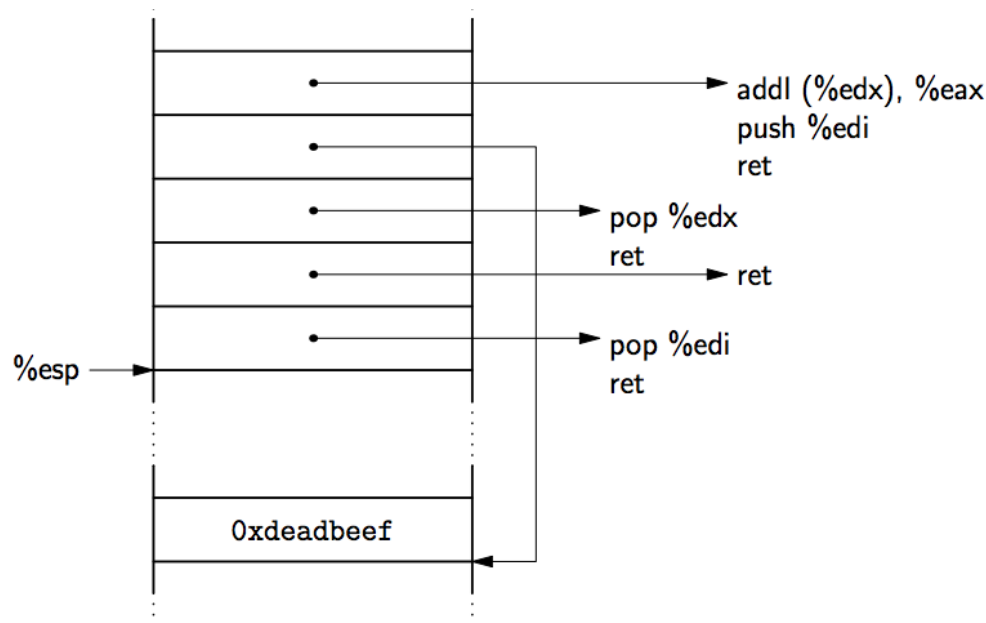 addl (%edx), %eax
push %edi
ret
pop %edx
ret
ret
pop %edi
ret
%esp
0xdeadbeef